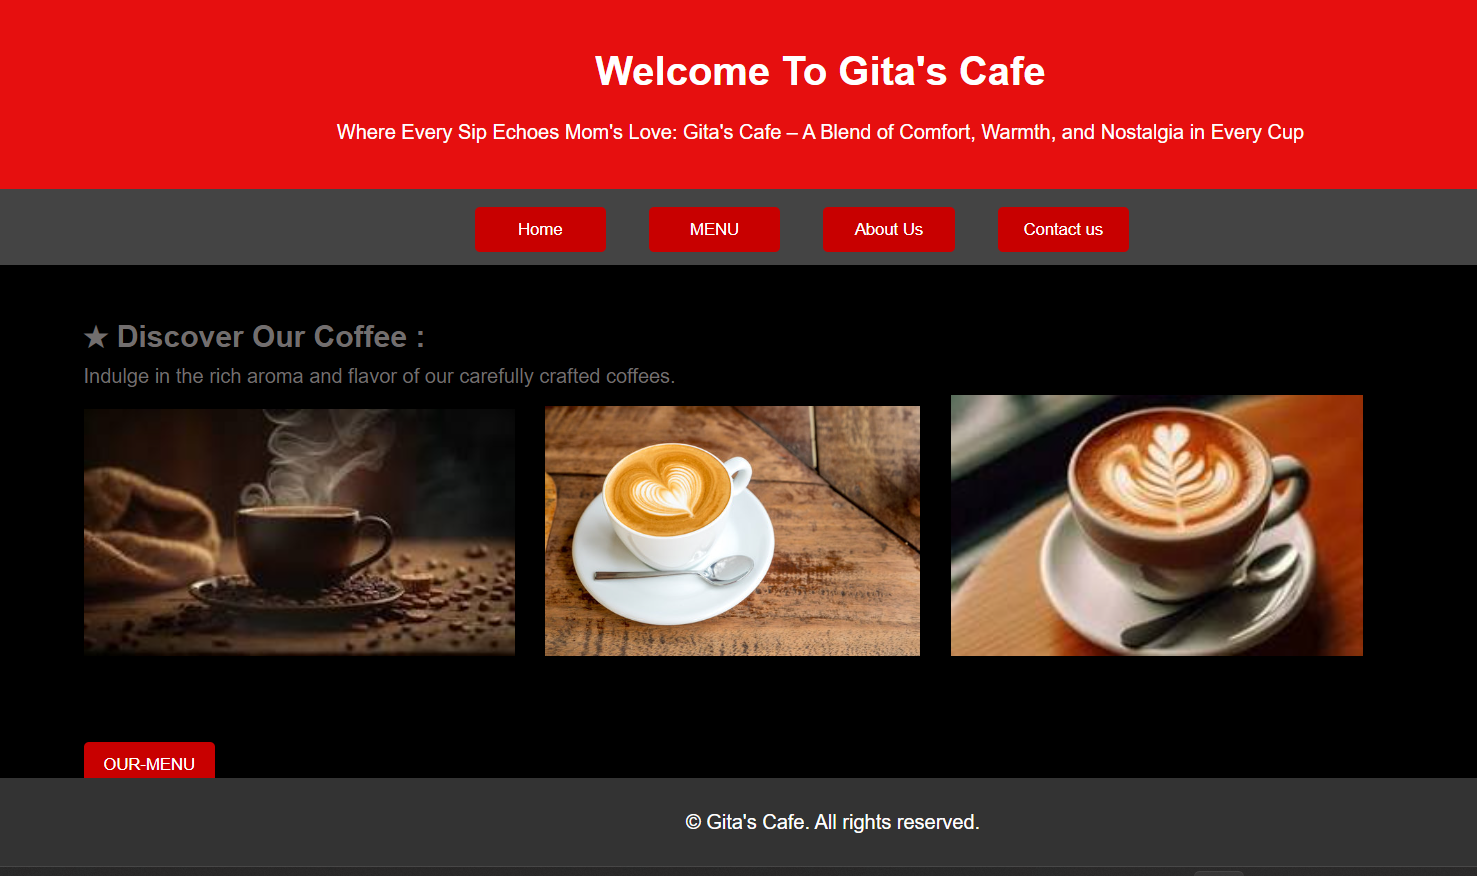 Welcome To Gita's Cafe
Where Every Sip Echoes Mom's Love: Gita's Cafe – A Blend of Comfort, Warmth, and Nostalgia in Every Cup
Home MENU About Us Contact us
★ Discover Our Coffee :
Indulge in the rich aroma and flavor of our carefully crafted coffees.
OUR-MENU
© Gita's Cafe. All rights reserved.